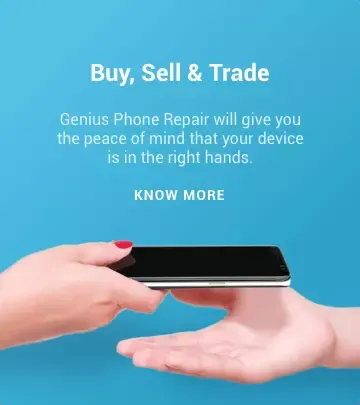 Buy, Sell & Trade
Genius Phone Repair will give you
the peace of mind that your device
is in the right hands.
KNOW MORE